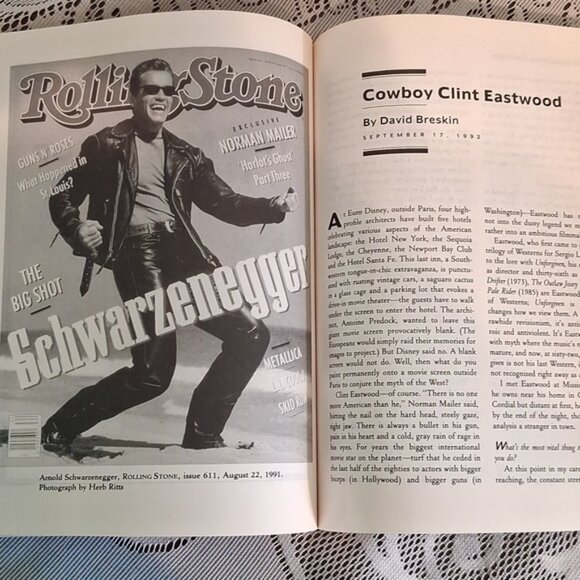 Rolling Stone
GUNS N' ROSES
What Happened in
St. Louis?
EXCLUSIVE
NORMAN MAILER
'Harlot's Ghost'
Part Three
THE
BIG SHOT
Schwarzenegger
METALLICA
SKID
Arnold Schwarzenegger, ROLLING STONE, issue 611, August 22, 1991.
Photograph by Herb Ritts
Cowboy Clint Eastwood
By David Breskin
SEPTEMBER 17, 1992
At Euro Disney, outside Paris, four high-
profile architects have built five hotels
celebrating various aspects of the American
landscape: the Hotel New York, the Sequoia
Lodge, the Cheyenne, the Newport Bay Club
and the Hotel Santa Fe. This last inn, a South-
western tongue-in-chic extravaganza, is punctu-
ated with rusting vintage cars, a saguaro cactus
in a glass cage and a parking lot that evokes a
drive-in movie theater—the guests have to walk
under the screen to enter the hotel. The archi-
tect, Antoine Predock, wanted to leave this
giant movie screen provocatively blank. (The
Europeans would simply raid their memories for
images to project.) But Disney said no. A blank
screen would not do. Well, then what do you
paint permanently onto a movie screen outside
Paris to conjure the myth of the West?
Clint Eastwood—of course. "There is no one
more American than he," Norman Mailer said,
hitting the nail on the hard head, steely gaze,
tight jaw. There is always a bullet in his gun,
pain in his heart and a cold, gray rain of rage in
his eyes. For years the biggest international
movie star on the planet—turf that he ceded in
the last half of the eighties to actors with bigger
biceps (in Hollywood) and bigger guns (in
Washington)—Eastwood has
not into the dusty legend we m
rather into an ambitious filmma
Eastwood, who first came to
trilogy of Westerns for Sergio L
to the lore with Unforgiven, his
as director and thirty-sixth as
Drifter (1973), The Outlaw Josey
Pale Rider (1985) are Eastwood
of Westerns; Unforgiven is
changes how we view them. A
rawhide revisionism, it's anti
roic and antiviolent. It's Eastw
with myth where the music's n
mature, and now, at sixty-two,
given is not his last Western, c
not recognized right away as
I met Eastwood at Mission
he owns near his home in C
Cordial but distant at first, h
by the end of the night, th
analysis a stranger in town.
What's the most vital thing t
you do?
At this point in my care
reaching, the constant stret